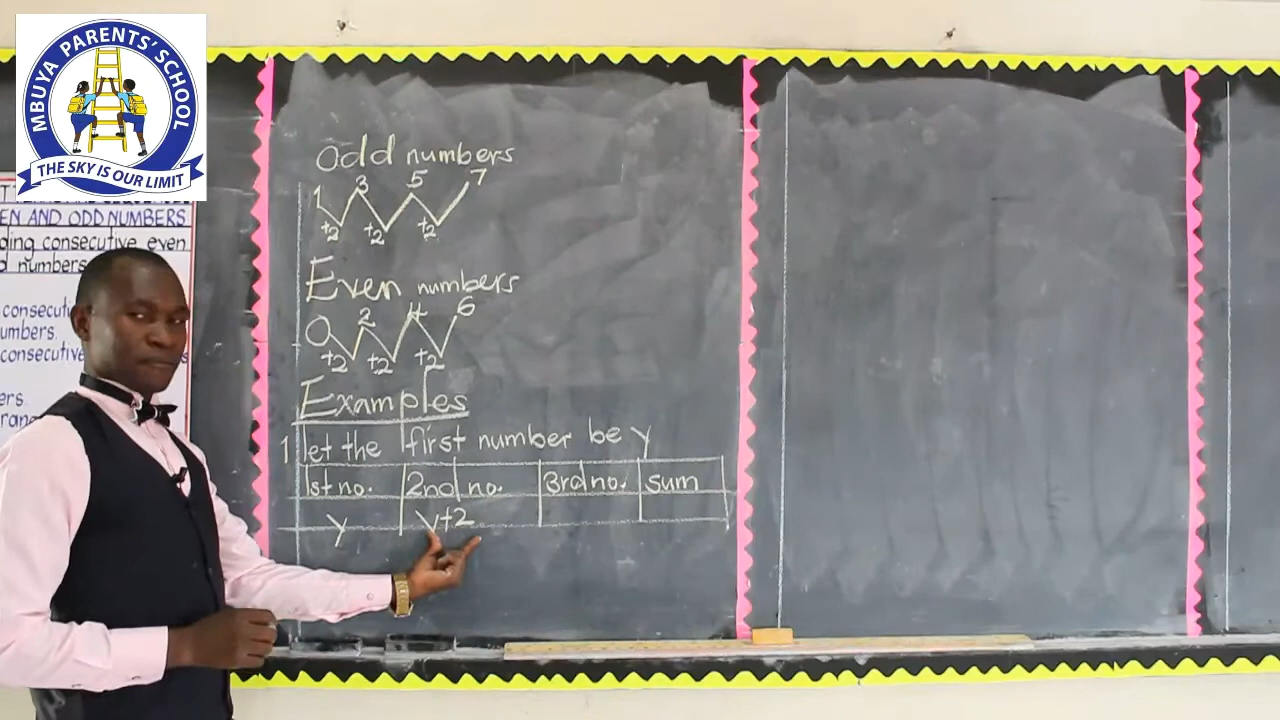 MBUYA PARENTS' SCHOOL
THE SKY IS OUR LIMIT
EN AND ODD NUMBERS
ding consecutive even
d numbers
consecuti
umbers.
consecutive
ers
Odd numbers
1 3 5 7
+2 +2 +2
Even numbers
0 2 4 6
+2 +2 +2
Examples
1 let the first number be y
1st no. 2nd no. 3rd no. sum
y y+2